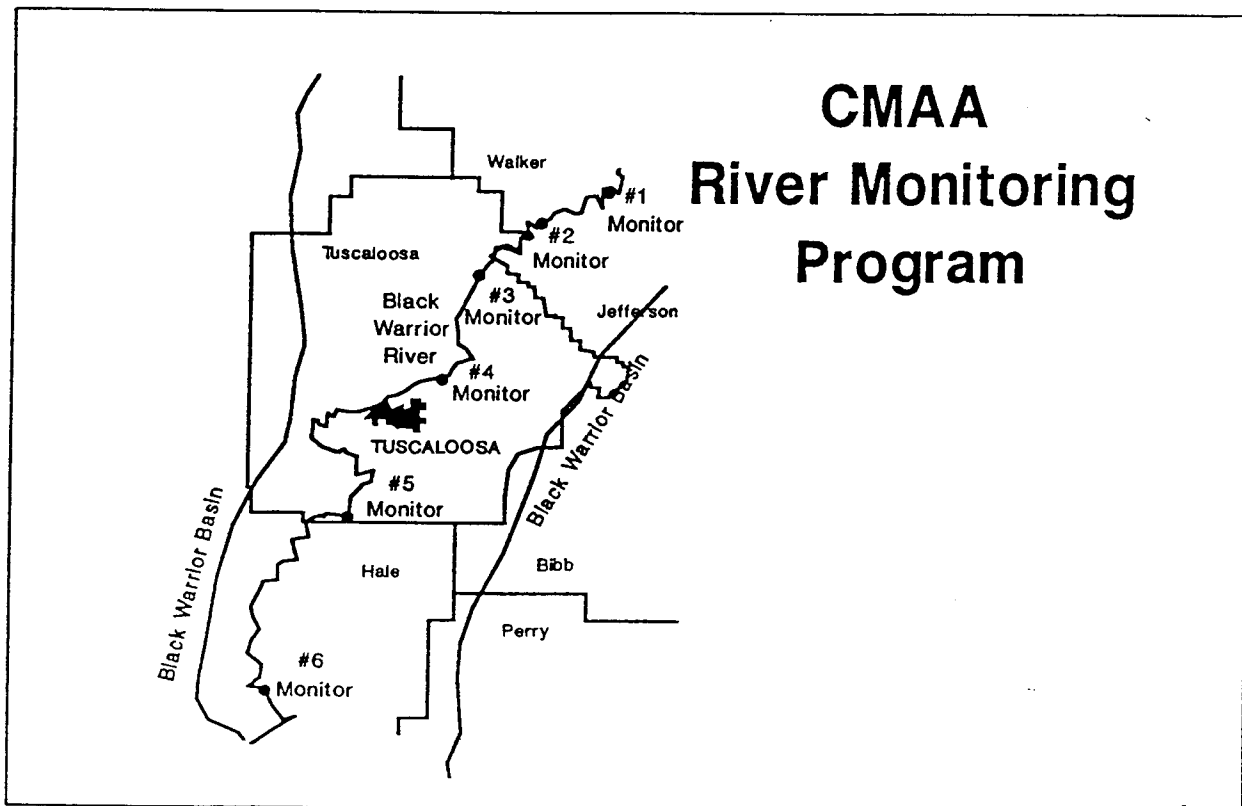 CMAA
River Monitoring
Program
Walker
#1
Monitor
#2
Monitor
Tuscaloosa
#3
Monitor
Jefferson
Black
Warrior
River
#4
Monitor
TUSCALOOSA
Black Warrior Basin
#5
Monitor
Black Warrior Basin
Hale
Bibb
Perry
#6
Monitor